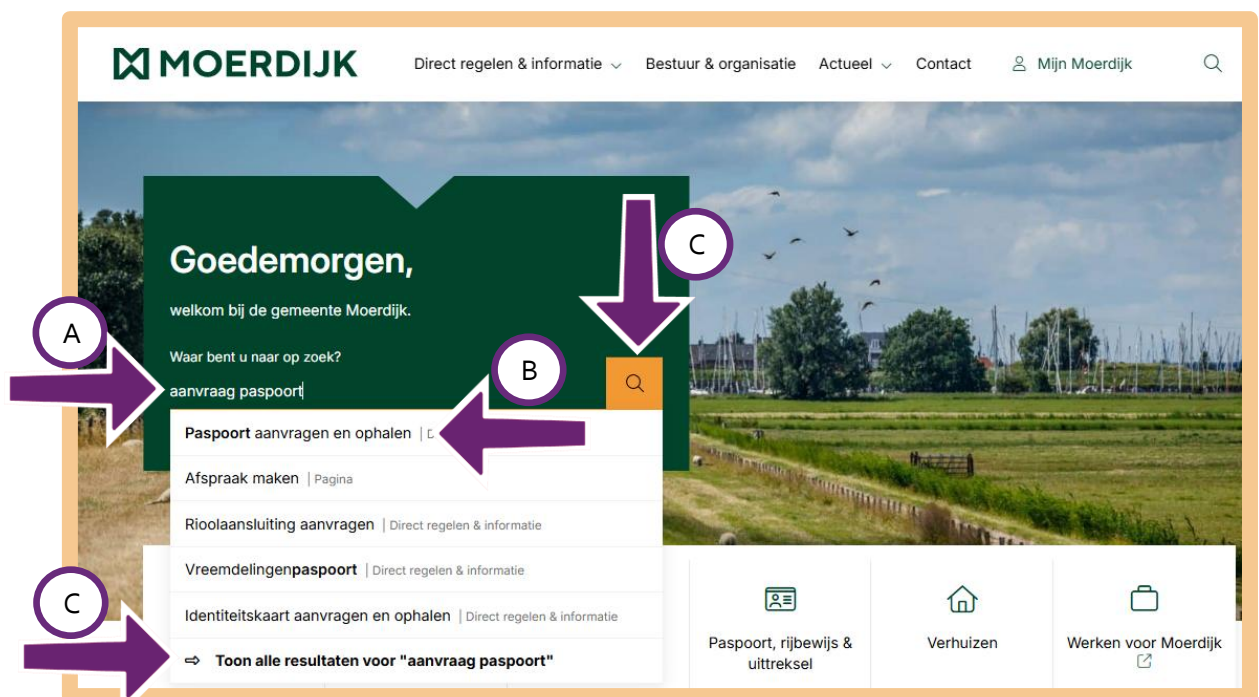 MOERDIJK
Direct regelen & informatie
Bestuur & organisatie
Actueel
Contact
Mijn Moerdijk
Goedemorgen,
welkom bij de gemeente Moerdijk.
Waar bent u naar op zoek?
aanvraag paspoort
A
B
C
Paspoort aanvragen en ophalen |
Afspraak maken | Pagina
Rioolaansluiting aanvragen | Direct regelen & informatie
Vreemdelingenpaspoort | Direct regelen & informatie
Identiteitskaart aanvragen en ophalen | Direct regelen & informatie
C
⇨ Toon alle resultaten voor "aanvraag paspoort"
Paspoort, rijbewijs &
uittreksel
Verhuizen
Werken voor Moerdijk